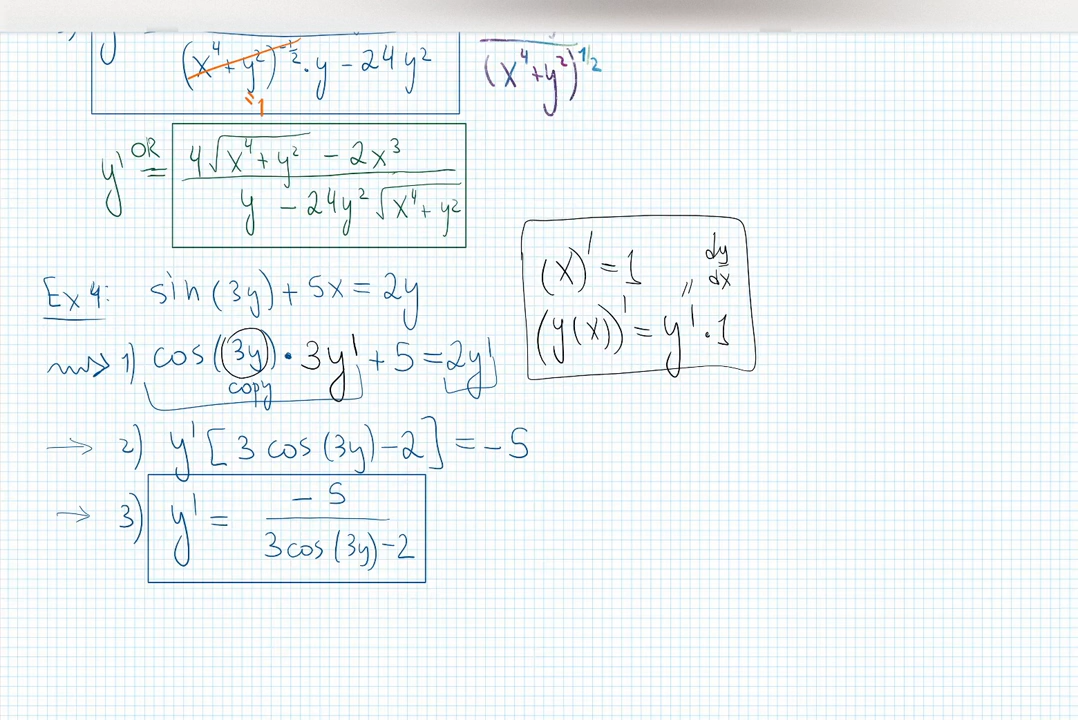 (x⁴+y²)^(-1/2) · y − 24y²
"1
(x⁴+y²)^(1/2)
y' OR = (4√(x⁴+y²) − 2x³) / (y − 24y²√(x⁴+y²))
(x)' = 1
dy/dx
"
(y(x))' = y' · 1
Ex 4: sin(3y) + 5x = 2y
1) cos(3y) · 3y' + 5 = 2y'
copy
→ 2) y' [3 cos(3y) − 2] = −5
→ 3) y' = −5 / (3cos(3y) − 2)